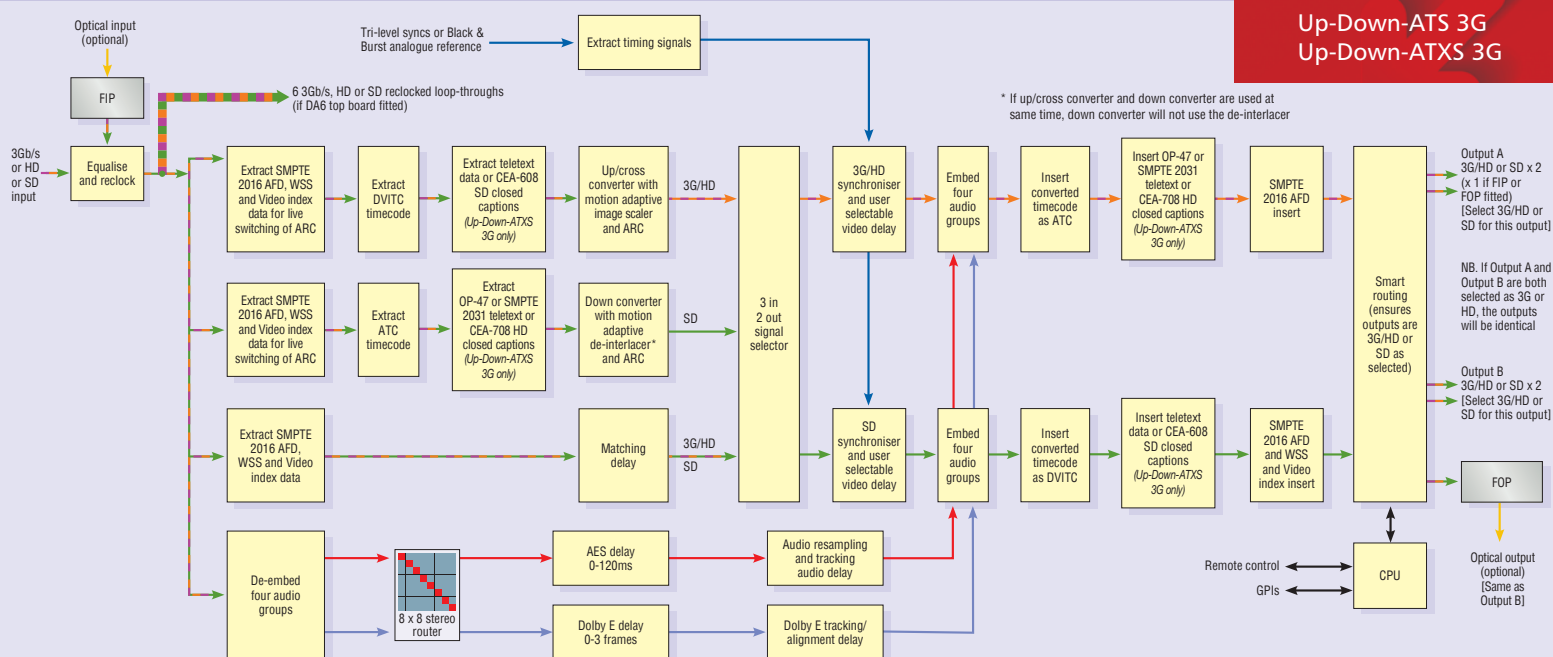 Up-Down-ATS 3G
Up-Down-ATXS 3G
Optical input
(optional)
FIP
3Gb/s
or HD
or SD
input
Equalise
and reclock
6 3Gb/s, HD or SD reclocked loop-throughs
(if DA6 top board fitted)
Tri-level syncs or Black &
Burst analogue reference
Extract timing signals
* If up/cross converter and down converter are used at
same time, down converter will not use the de-interlacer
Extract SMPTE
2016 AFD, WSS
and Video index
data for live
switching of ARC
Extract
DVITC
timecode
Extract teletext
data or CEA-608
SD closed
captions
(Up-Down-ATXS
3G only)
Up/cross
converter with
motion adaptive
image scaler
and ARC
3G/HD
3 in
2 out
signal
selector
3G/HD
synchroniser
and user
selectable
video delay
Embed
four
audio
groups
Insert
converted
timecode
as ATC
Insert OP-47 or
SMPTE 2031
teletext or
CEA-708 HD
closed captions
(Up-Down-ATXS
3G only)
SMPTE
2016 AFD
insert
Smart
routing
(ensures
outputs are
3G/HD or
SD as
selected)
Output A
3G/HD or SD x 2
(x 1 if FIP or
FOP fitted)
[Select 3G/HD or
SD for this output]
NB. If Output A and
Output B are both
selected as 3G or
HD, the outputs
will be identical
Extract SMPTE
2016 AFD, WSS
and Video index
data for live
switching of ARC
Extract
ATC
timecode
Extract
OP-47 or SMPTE
2031 teletext or
CEA-708 HD
closed captions
(Up-Down-ATXS
3G only)
Down converter
with motion
adaptive
de-interlacer*
and ARC
SD
Output B
3G/HD or SD x 2
[Select 3G/HD or
SD for this output]
Extract SMPTE
2016 AFD,
WSS and Video
index data
Matching
delay
3G/HD
SD
SD
synchroniser
and user
selectable
video delay
Embed
four
audio
groups
Insert
converted
timecode
as DVITC
Insert teletext
data or CEA-608
SD closed
captions
(Up-Down-ATXS
3G only)
SMPTE
2016 AFD
and WSS
and Video
index insert
FOP
Optical output
(optional)
[Same as
Output B]
De-embed
four audio
groups
8 x 8 stereo
router
AES delay
0-120ms
Audio resampling
and tracking
audio delay
Dolby E delay
0-3 frames
Dolby E tracking/
alignment delay
Remote control
GPIs
CPU